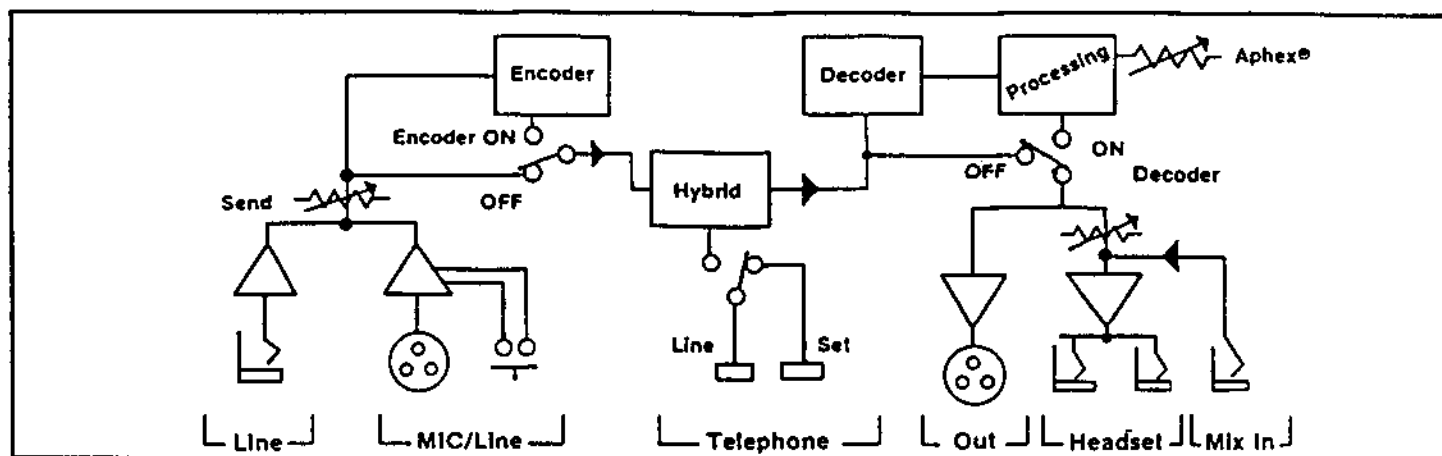 Encoder
Decoder
Processing
Aphex®
Encoder ON
ON
OFF
Hybrid
OFF
Decoder
Send
Line
Set
Line
MIC/Line
Telephone
Out
Headset
Mix In